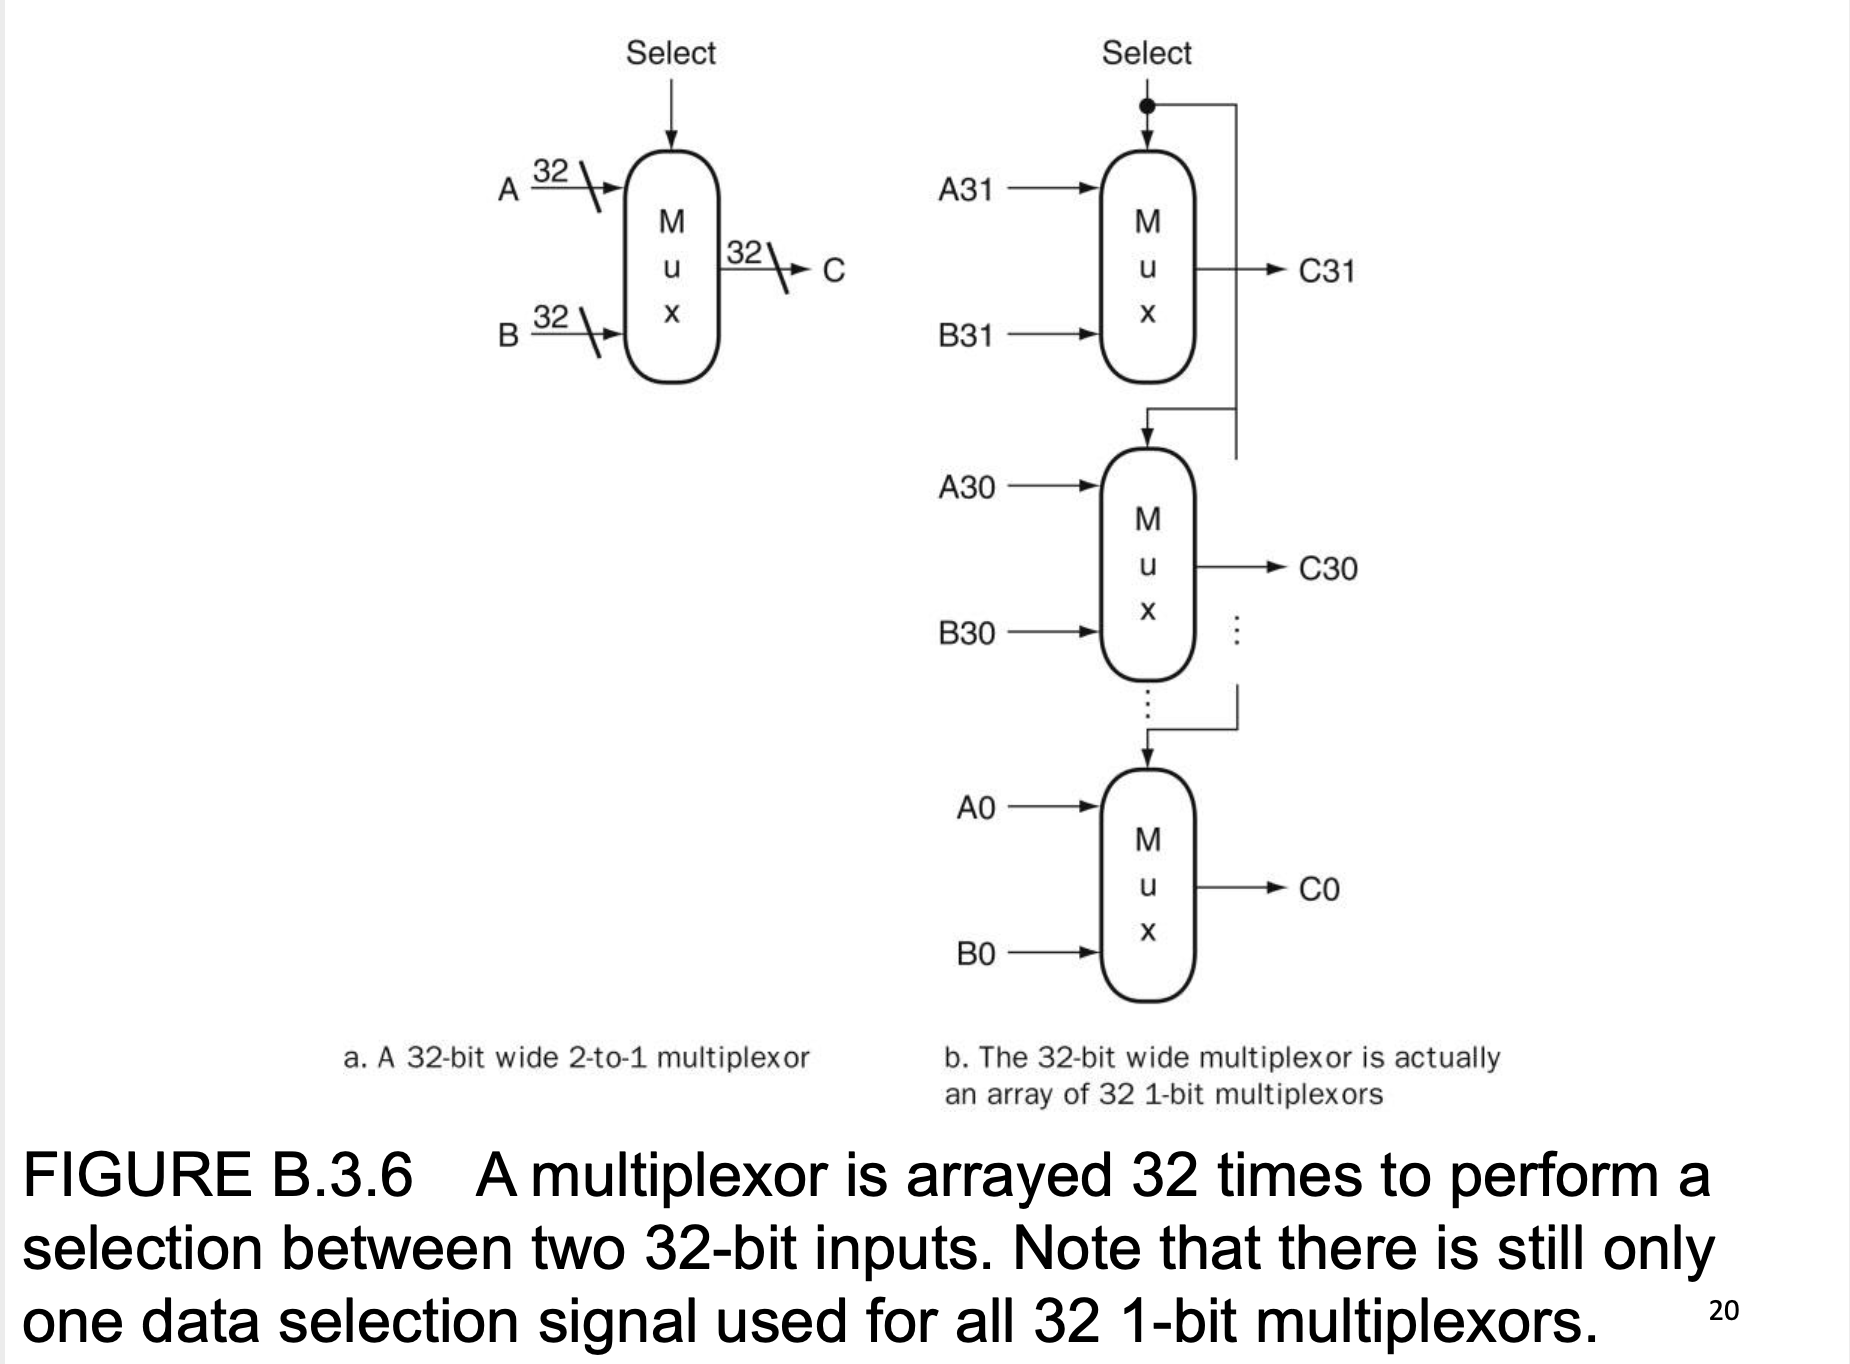 Select
A 32
M
u
x
32 C
B 32
Select
A31
M
u
x
C31
B31
A30
M
u
x
C30
B30
A0
M
u
x
C0
B0
a. A 32-bit wide 2-to-1 multiplexor
b. The 32-bit wide multiplexor is actually
an array of 32 1-bit multiplexors
FIGURE B.3.6 A multiplexor is arrayed 32 times to perform a
selection between two 32-bit inputs. Note that there is still only
one data selection signal used for all 32 1-bit multiplexors.
20